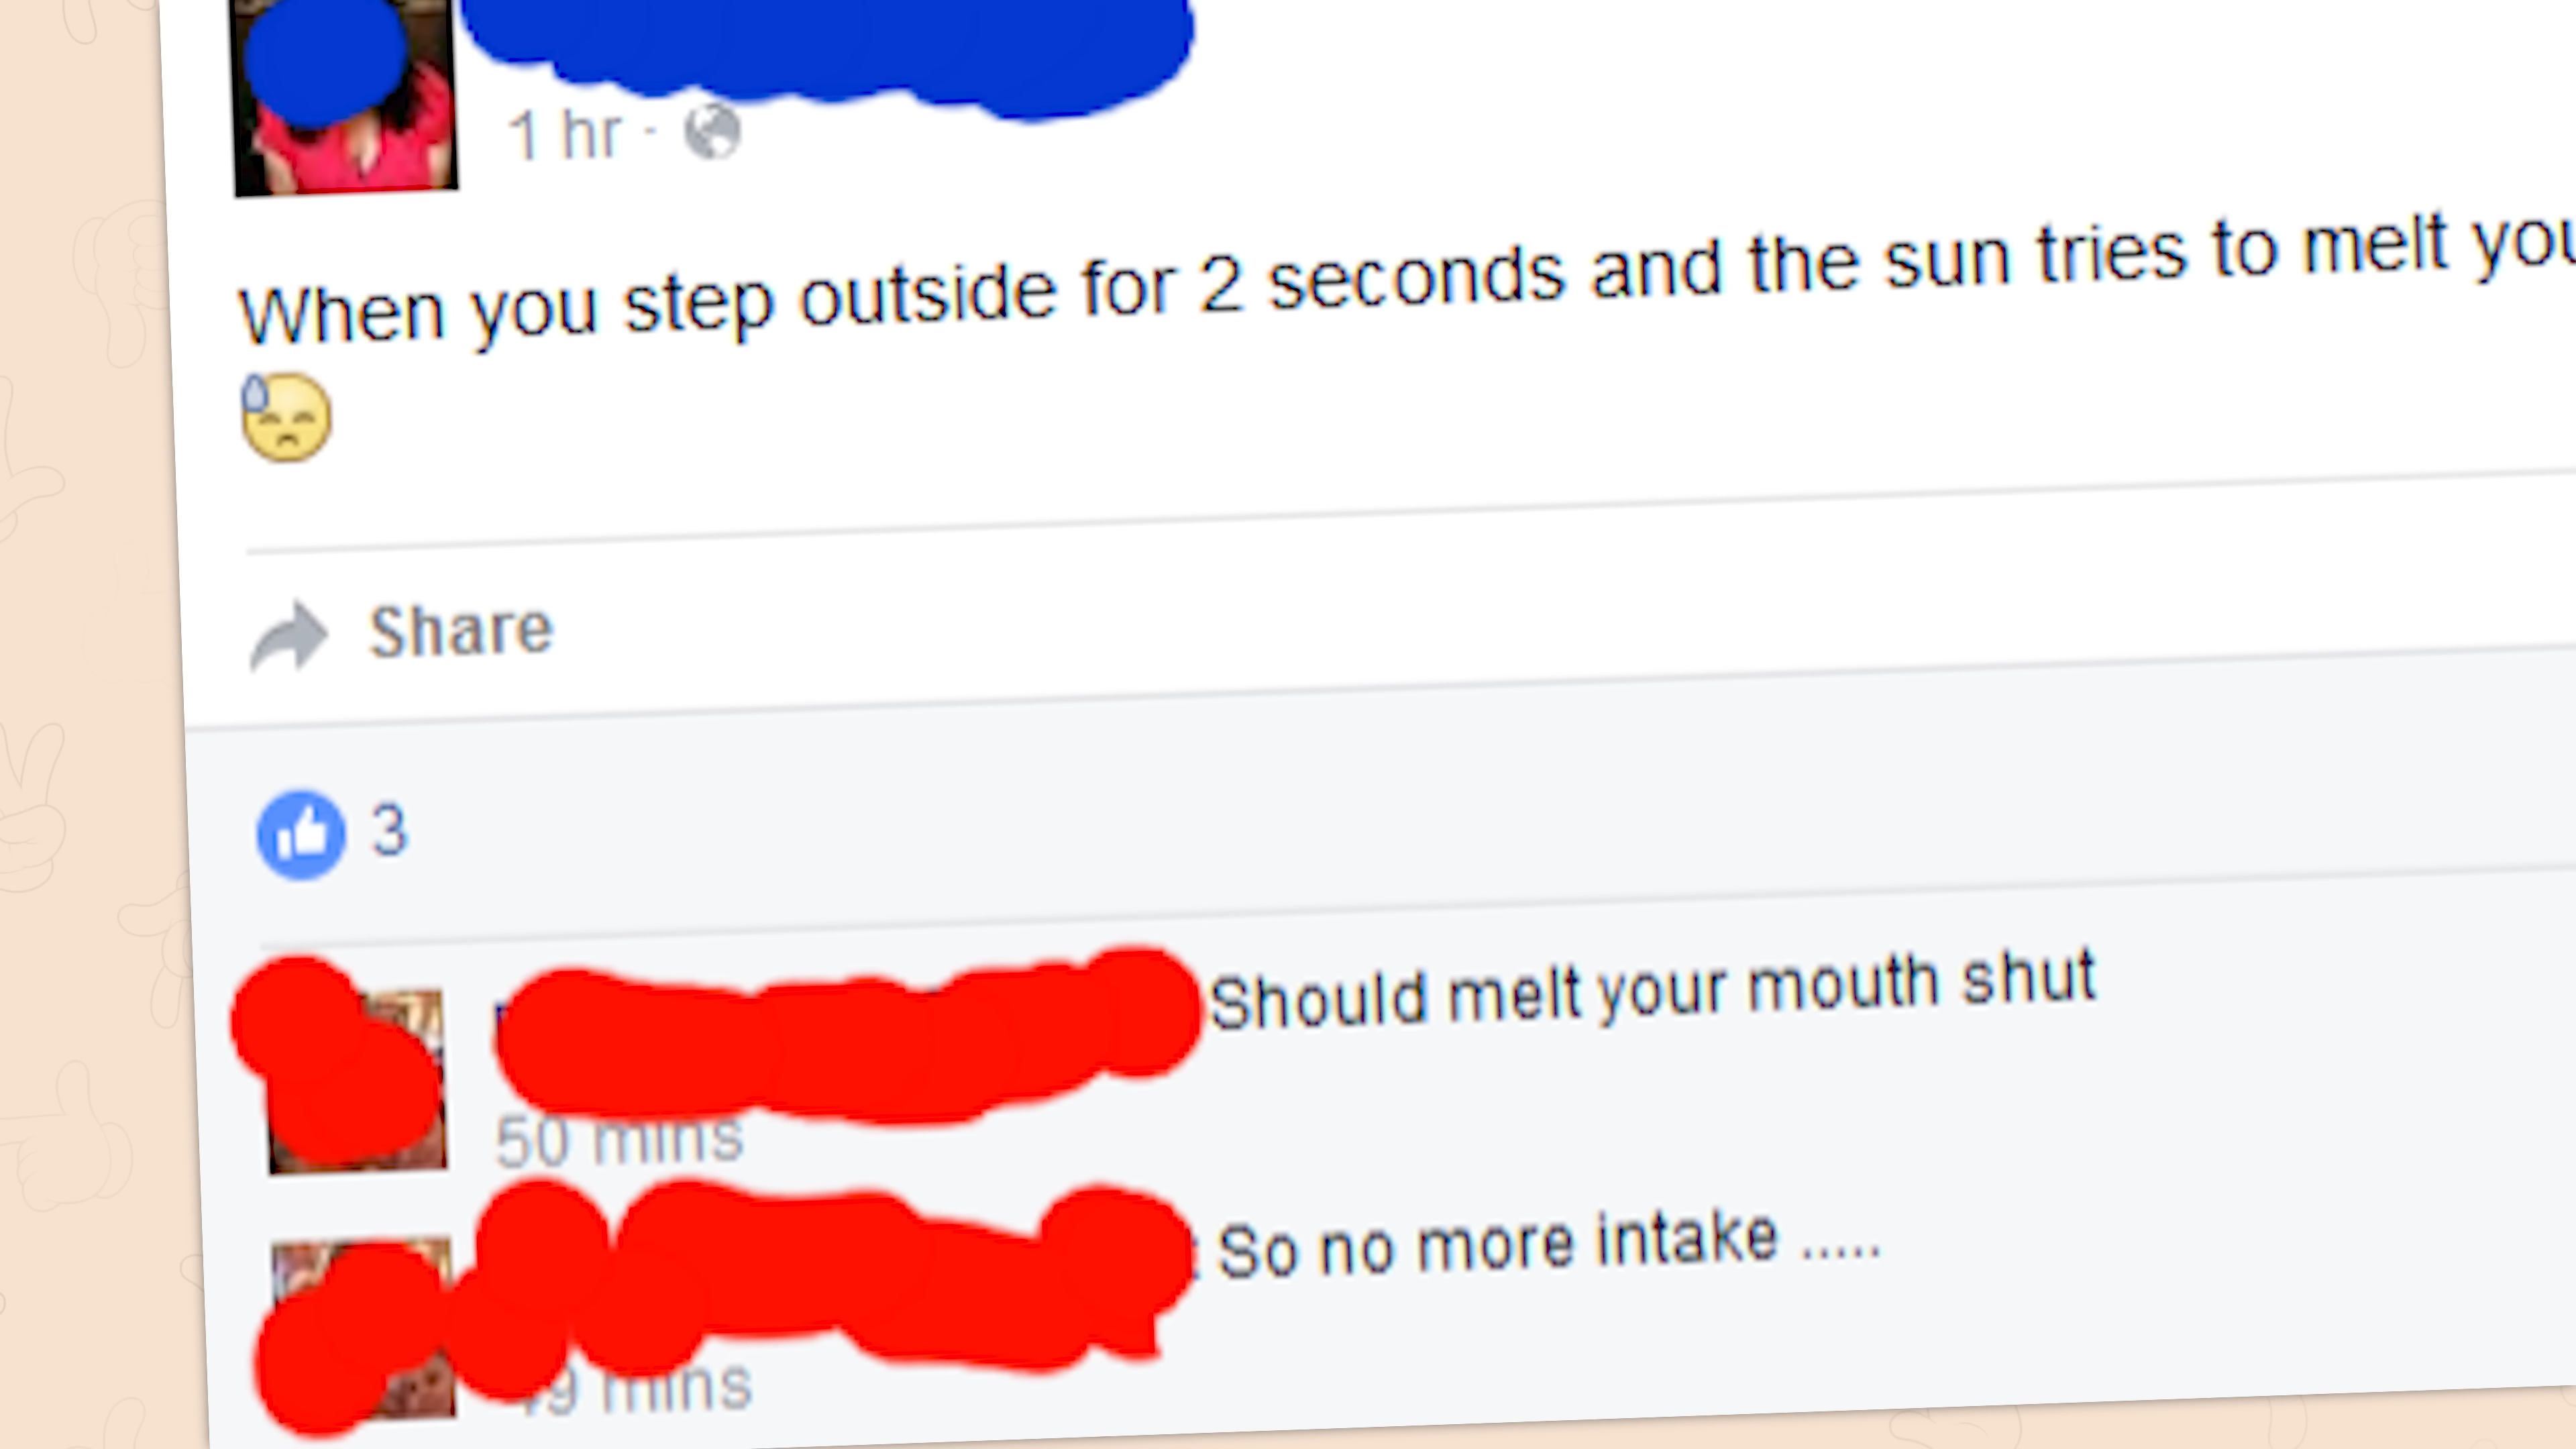 1 hr ·
When you step outside for 2 seconds and the sun tries to melt you
Share
3
Should melt your mouth shut
50 mins
So no more intake .....
mins